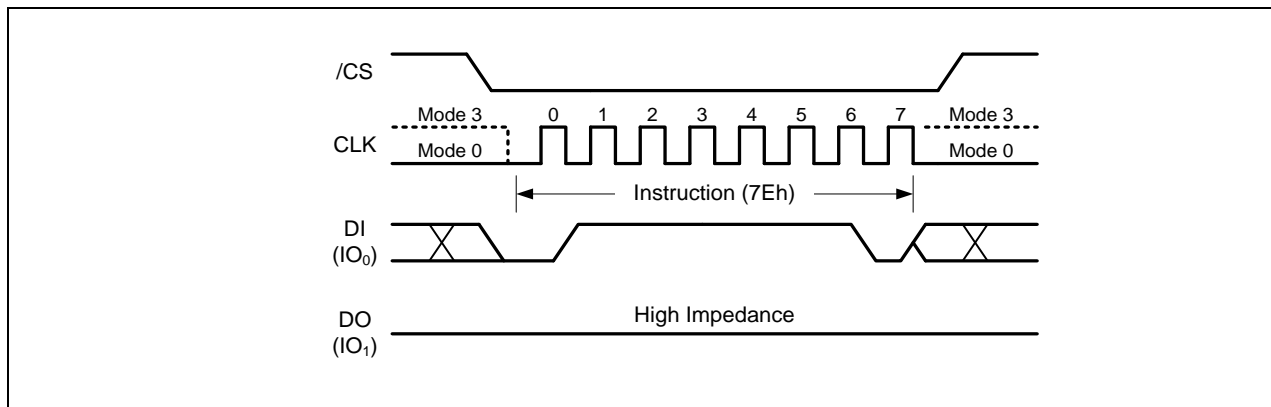 /CS
Mode 3 0 1 2 3 4 5 6 7 Mode 3
CLK
Mode 0 Mode 0
Instruction (7Eh)
DI
(IO₀)
High Impedance
DO
(IO₁)